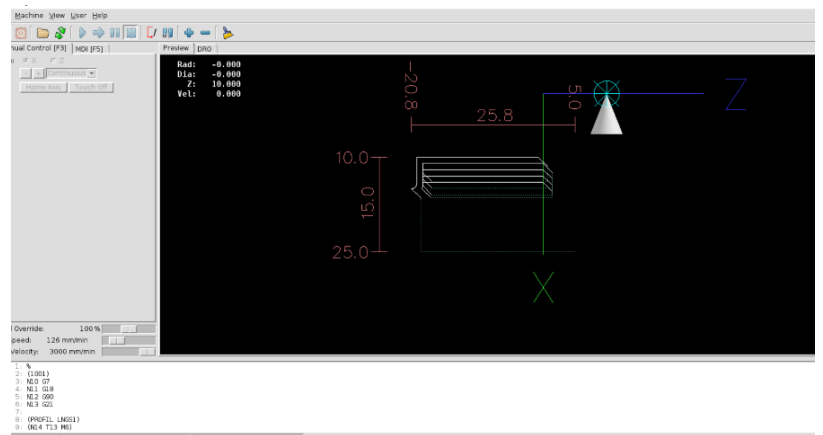 Machine View User Help
Manual Control [F3] MDI [F5]
Preview DRO
X Z
- + Continuous
Home Axis Touch Off
Rad: -0.000
Dia: -0.000
Z: 10.000
Vel: 0.000
-20.8
5.0
25.8
Z
10.0
15.0
25.0
X
Override: 100 %
Speed: 126 mm/min
Velocity: 3000 mm/min
1: %
2: (1001)
3: N10 G7
4: N11 G18
5: N12 G90
6: N13 G21
7:
8: (PROFIL LNGS1)
9: (N14 T13 M6)